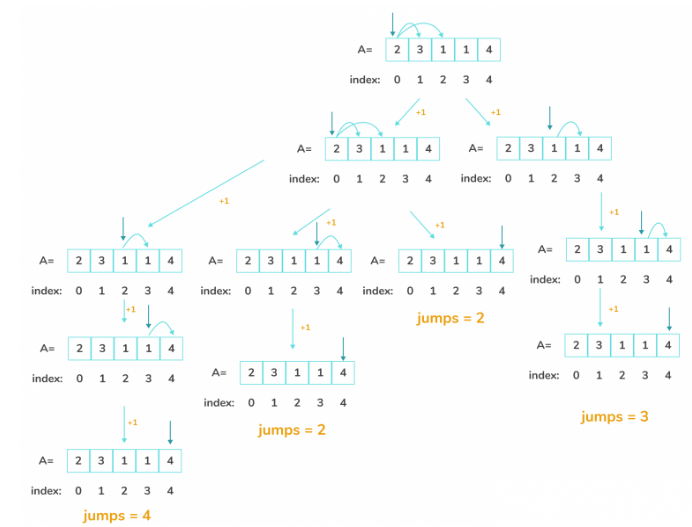 A= 2 3 1 1 4
index: 0 1 2 3 4
+1 +1
A= 2 3 1 1 4 A= 2 3 1 1 4
index: 0 1 2 3 4 index: 0 1 2 3 4
+1 +1 +1 +1
A= 2 3 1 1 4 A= 2 3 1 1 4 A= 2 3 1 1 4 A= 2 3 1 1 4
index: 0 1 2 3 4 index: 0 1 2 3 4 index: 0 1 2 3 4 index: 0 1 2 3 4
+1 +1 jumps = 2 +1
A= 2 3 1 1 4 A= 2 3 1 1 4 A= 2 3 1 1 4
index: 0 1 2 3 4 index: 0 1 2 3 4 index: 0 1 2 3 4
+1 jumps = 2 jumps = 3
A= 2 3 1 1 4
index: 0 1 2 3 4
jumps = 4